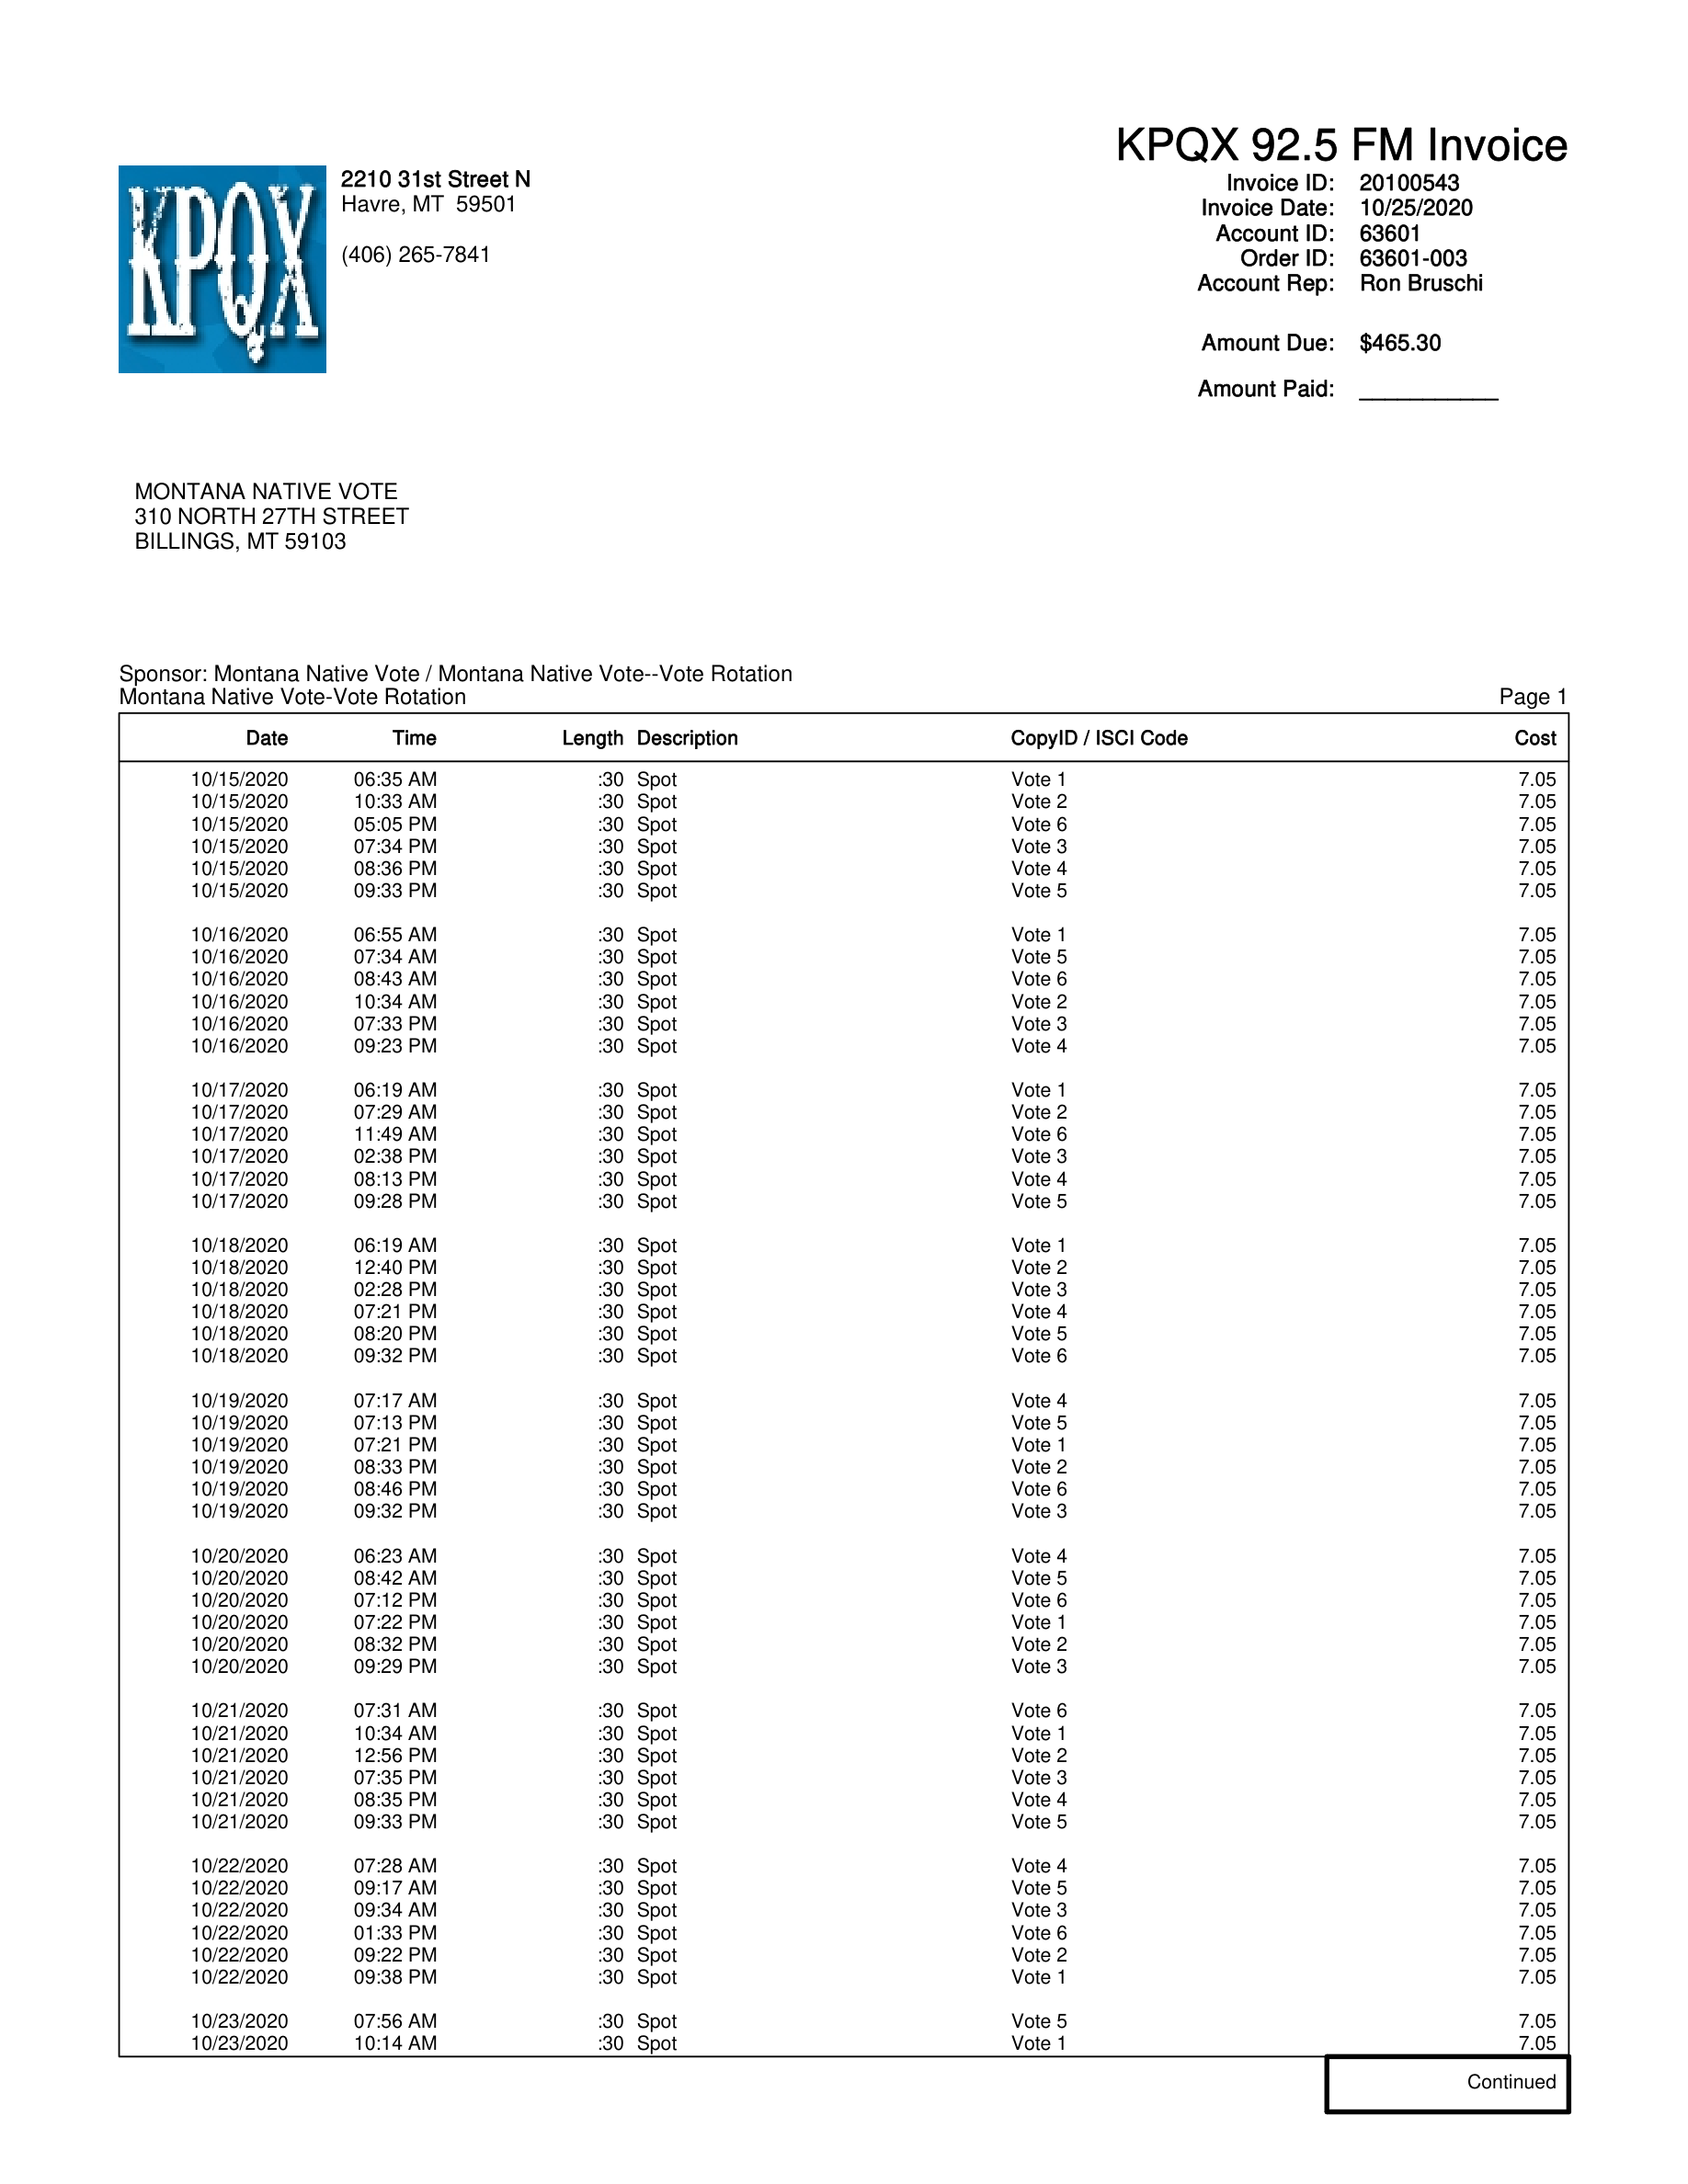 KPQX 92.5 FM Invoice
KPQX
2210 31st Street N
Havre, MT  59501
(406) 265-7841
Invoice ID: 20100543
Invoice Date: 10/25/2020
Account ID: 63601
Order ID: 63601-003
Account Rep: Ron Bruschi
Amount Due: $465.30
Amount Paid: ___________
MONTANA NATIVE VOTE
310 NORTH 27TH STREET
BILLINGS, MT 59103
Sponsor: Montana Native Vote / Montana Native Vote--Vote Rotation
Montana Native Vote-Vote Rotation Page 1
Date Time Length Description CopyID / ISCI Code Cost
10/15/2020 06:35 AM :30 Spot Vote 1 7.05
10/15/2020 10:33 AM :30 Spot Vote 2 7.05
10/15/2020 05:05 PM :30 Spot Vote 6 7.05
10/15/2020 07:34 PM :30 Spot Vote 3 7.05
10/15/2020 08:36 PM :30 Spot Vote 4 7.05
10/15/2020 09:33 PM :30 Spot Vote 5 7.05
10/16/2020 06:55 AM :30 Spot Vote 1 7.05
10/16/2020 07:34 AM :30 Spot Vote 5 7.05
10/16/2020 08:43 AM :30 Spot Vote 6 7.05
10/16/2020 10:34 AM :30 Spot Vote 2 7.05
10/16/2020 07:33 PM :30 Spot Vote 3 7.05
10/16/2020 09:23 PM :30 Spot Vote 4 7.05
10/17/2020 06:19 AM :30 Spot Vote 1 7.05
10/17/2020 07:29 AM :30 Spot Vote 2 7.05
10/17/2020 11:49 AM :30 Spot Vote 6 7.05
10/17/2020 02:38 PM :30 Spot Vote 3 7.05
10/17/2020 08:13 PM :30 Spot Vote 4 7.05
10/17/2020 09:28 PM :30 Spot Vote 5 7.05
10/18/2020 06:19 AM :30 Spot Vote 1 7.05
10/18/2020 12:40 PM :30 Spot Vote 2 7.05
10/18/2020 02:28 PM :30 Spot Vote 3 7.05
10/18/2020 07:21 PM :30 Spot Vote 4 7.05
10/18/2020 08:20 PM :30 Spot Vote 5 7.05
10/18/2020 09:32 PM :30 Spot Vote 6 7.05
10/19/2020 07:17 AM :30 Spot Vote 4 7.05
10/19/2020 07:13 PM :30 Spot Vote 5 7.05
10/19/2020 07:21 PM :30 Spot Vote 1 7.05
10/19/2020 08:33 PM :30 Spot Vote 2 7.05
10/19/2020 08:46 PM :30 Spot Vote 6 7.05
10/19/2020 09:32 PM :30 Spot Vote 3 7.05
10/20/2020 06:23 AM :30 Spot Vote 4 7.05
10/20/2020 08:42 AM :30 Spot Vote 5 7.05
10/20/2020 07:12 PM :30 Spot Vote 6 7.05
10/20/2020 07:22 PM :30 Spot Vote 1 7.05
10/20/2020 08:32 PM :30 Spot Vote 2 7.05
10/20/2020 09:29 PM :30 Spot Vote 3 7.05
10/21/2020 07:31 AM :30 Spot Vote 6 7.05
10/21/2020 10:34 AM :30 Spot Vote 1 7.05
10/21/2020 12:56 PM :30 Spot Vote 2 7.05
10/21/2020 07:35 PM :30 Spot Vote 3 7.05
10/21/2020 08:35 PM :30 Spot Vote 4 7.05
10/21/2020 09:33 PM :30 Spot Vote 5 7.05
10/22/2020 07:28 AM :30 Spot Vote 4 7.05
10/22/2020 09:17 AM :30 Spot Vote 5 7.05
10/22/2020 09:34 AM :30 Spot Vote 3 7.05
10/22/2020 01:33 PM :30 Spot Vote 6 7.05
10/22/2020 09:22 PM :30 Spot Vote 2 7.05
10/22/2020 09:38 PM :30 Spot Vote 1 7.05
10/23/2020 07:56 AM :30 Spot Vote 5 7.05
10/23/2020 10:14 AM :30 Spot Vote 1 7.05
Continued